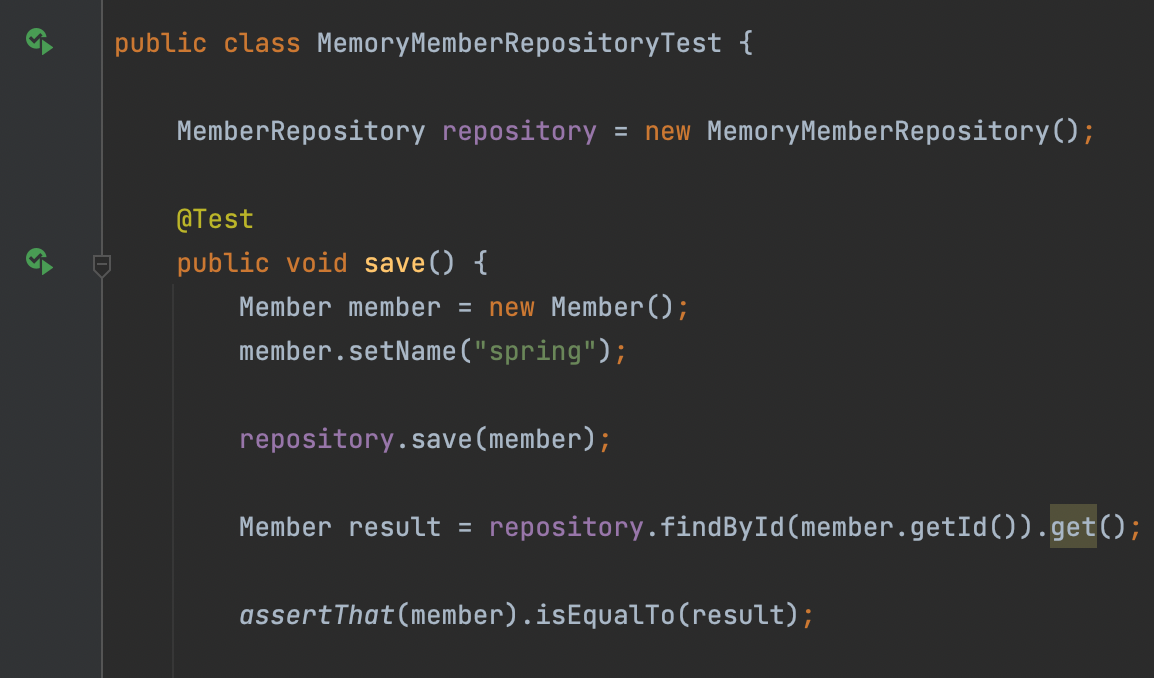 public class MemoryMemberRepositoryTest {
MemberRepository repository = new MemoryMemberRepository();
@Test
public void save() {
Member member = new Member();
member.setName("spring");
repository.save(member);
Member result = repository.findById(member.getId()).get();
assertThat(member).isEqualTo(result);